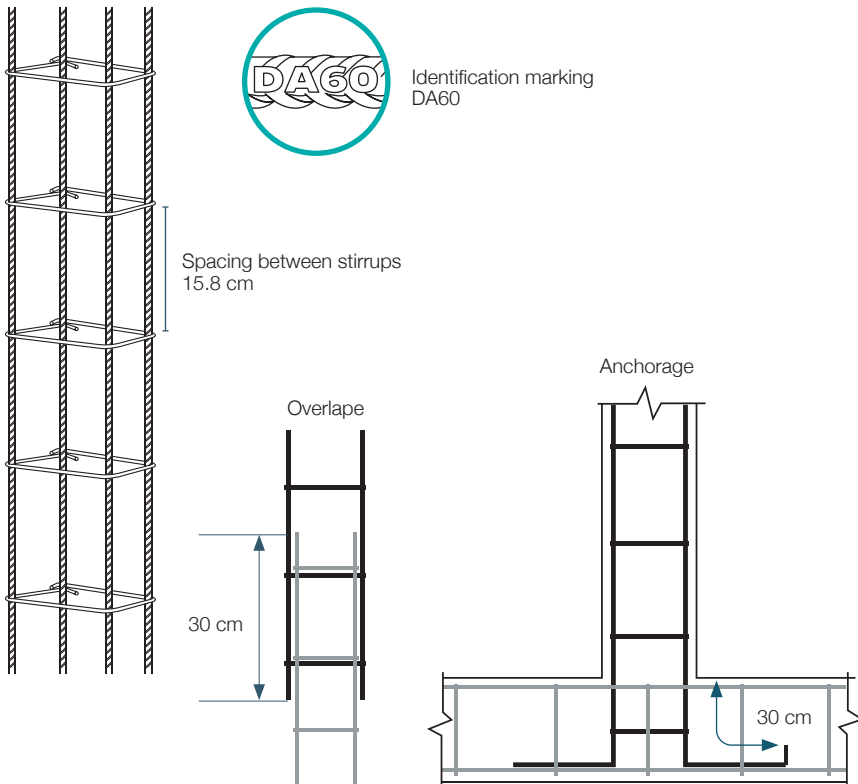 DA60
Identification marking
DA60
Spacing between stirrups
15.8 cm
Anchorage
Overlape
30 cm
30 cm